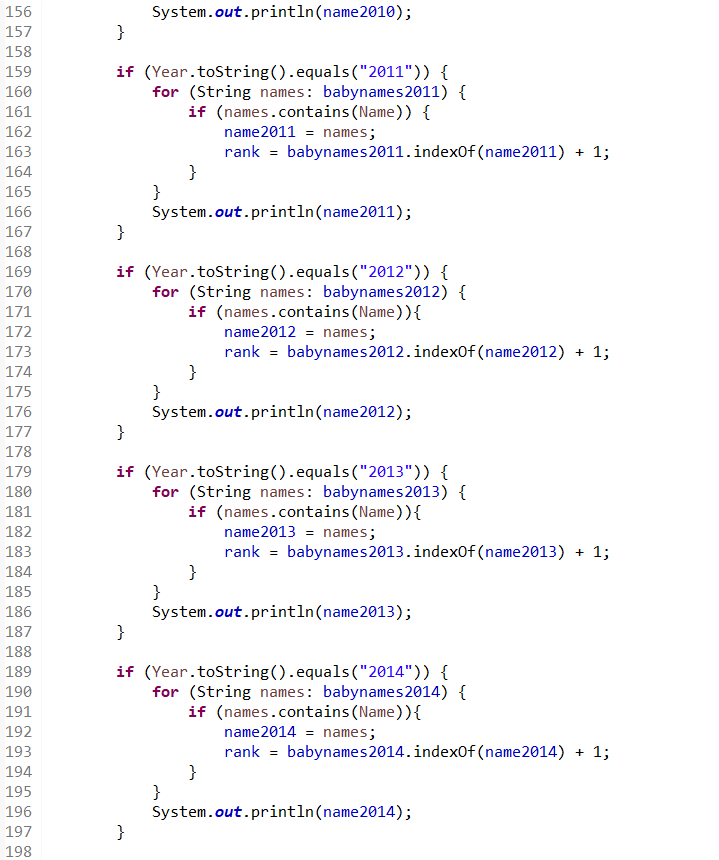 156             System.out.println(name2010);
157         }
158
159         if (Year.toString().equals("2011")) {
160             for (String names: babynames2011) {
161                 if (names.contains(Name)) {
162                     name2011 = names;
163                     rank = babynames2011.indexOf(name2011) + 1;
164                 }
165             }
166             System.out.println(name2011);
167         }
168
169         if (Year.toString().equals("2012")) {
170             for (String names: babynames2012) {
171                 if (names.contains(Name)){
172                     name2012 = names;
173                     rank = babynames2012.indexOf(name2012) + 1;
174                 }
175             }
176             System.out.println(name2012);
177         }
178
179         if (Year.toString().equals("2013")) {
180             for (String names: babynames2013) {
181                 if (names.contains(Name)){
182                     name2013 = names;
183                     rank = babynames2013.indexOf(name2013) + 1;
184                 }
185             }
186             System.out.println(name2013);
187         }
188
189         if (Year.toString().equals("2014")) {
190             for (String names: babynames2014) {
191                 if (names.contains(Name)){
192                     name2014 = names;
193                     rank = babynames2014.indexOf(name2014) + 1;
194                 }
195             }
196             System.out.println(name2014);
197         }
198